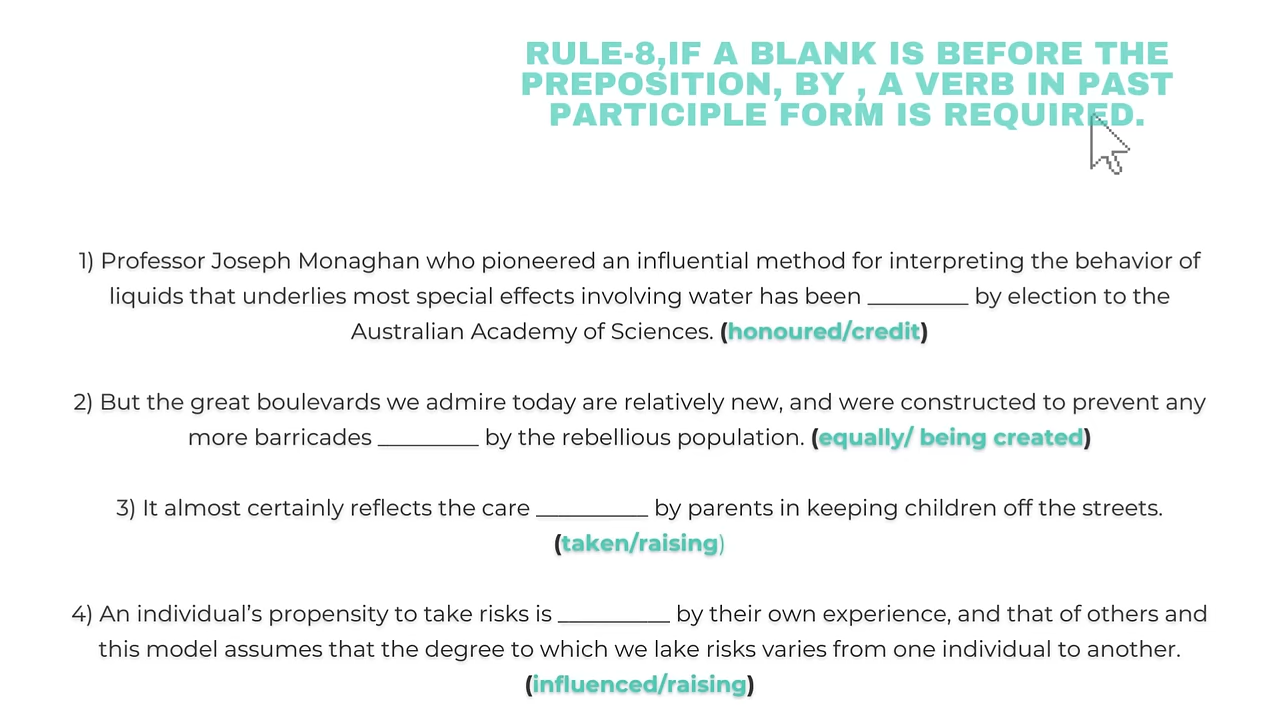 RULE-8,IF A BLANK IS BEFORE THE
PREPOSITION, BY , A VERB IN PAST
PARTICIPLE FORM IS REQUIRED.
1) Professor Joseph Monaghan who pioneered an influential method for interpreting the behavior of
liquids that underlies most special effects involving water has been _________ by election to the
Australian Academy of Sciences. (honoured/credit)
2) But the great boulevards we admire today are relatively new, and were constructed to prevent any
more barricades _________ by the rebellious population. (equally/ being created)
3) It almost certainly reflects the care __________ by parents in keeping children off the streets.
(taken/raising)
4) An individual’s propensity to take risks is __________ by their own experience, and that of others and
this model assumes that the degree to which we lake risks varies from one individual to another.
(influenced/raising)